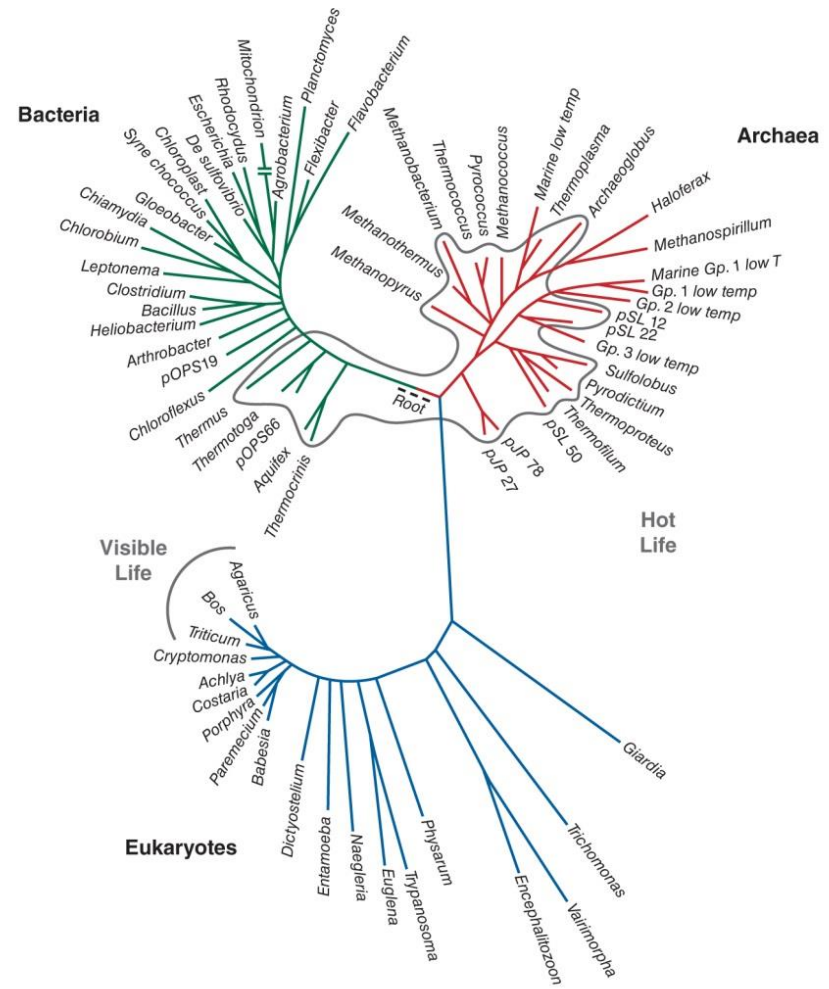 Bacteria
Archaea
Chloroflexus
pOPS19
Arthrobacter
Heliobacterium
Bacillus
Clostridium
Leptonema
Chlorobium
Chiamydia
Gloeobacter
Syne chococcus
Chloroplast
De sulfovibrio
Escherichia
Rhodocydus
Mitochondrion
Agrobacterium
Planctomyces
Flexibacter
Flavobacterium
Thermus
Thermotoga
pOPS66
Aquifex
Thermocrinis
Root
Methanopyrus
Methanothermus
Methanobacterium
Thermococcus
Pyrococcus
Methanococcus
Marine low temp
Thermoplasma
Archaeoglobus
Haloferax
Methanospirillum
Marine Gp. 1 low T
Gp. 1 low temp
Gp. 2 low temp
pSL 12
pSL 22
Gp. 3 low temp
Sulfolobus
Pyrodictium
Thermoproteus
Thermofilum
pSL 50
pJP 78
pJP 27
Hot
Life
Visible
Life
Agaricus
Bos
Triticum
Cryptomonas
Achlya
Costaria
Porphyra
Paremecium
Babesia
Dictyostelium
Entamoeba
Naegleria
Euglena
Trypanosoma
Physarum
Encephalitozoon
Vairimorpha
Trichomonas
Giardia
Eukaryotes